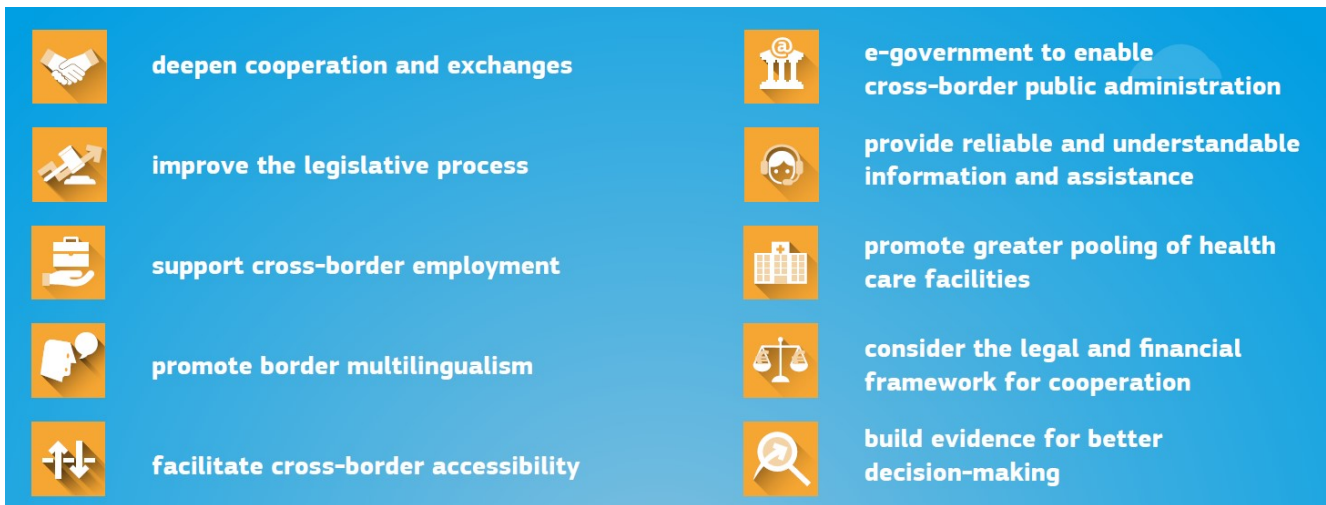 deepen cooperation and exchanges
improve the legislative process
support cross-border employment
promote border multilingualism
facilitate cross-border accessibility
@
e-government to enable
cross-border public administration
provide reliable and understandable
information and assistance
promote greater pooling of health
care facilities
consider the legal and financial
framework for cooperation
build evidence for better
decision-making